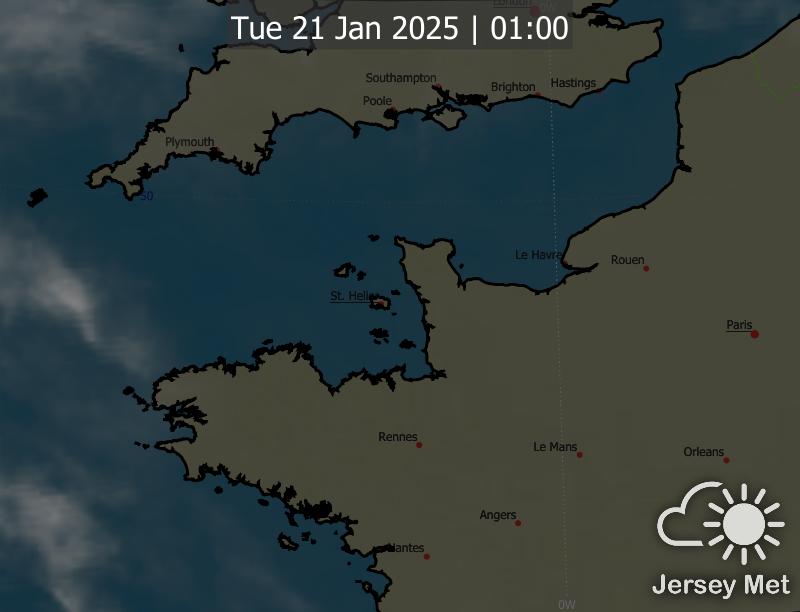 London
0W
Tue 21 Jan 2025 | 01:00
Southampton
Brighton
Hastings
Poole
Plymouth
50
Le Havre
Rouen
St. Helier
Paris
Rennes
Le Mans
Orleans
Angers
Nantes
Jersey Met
0W